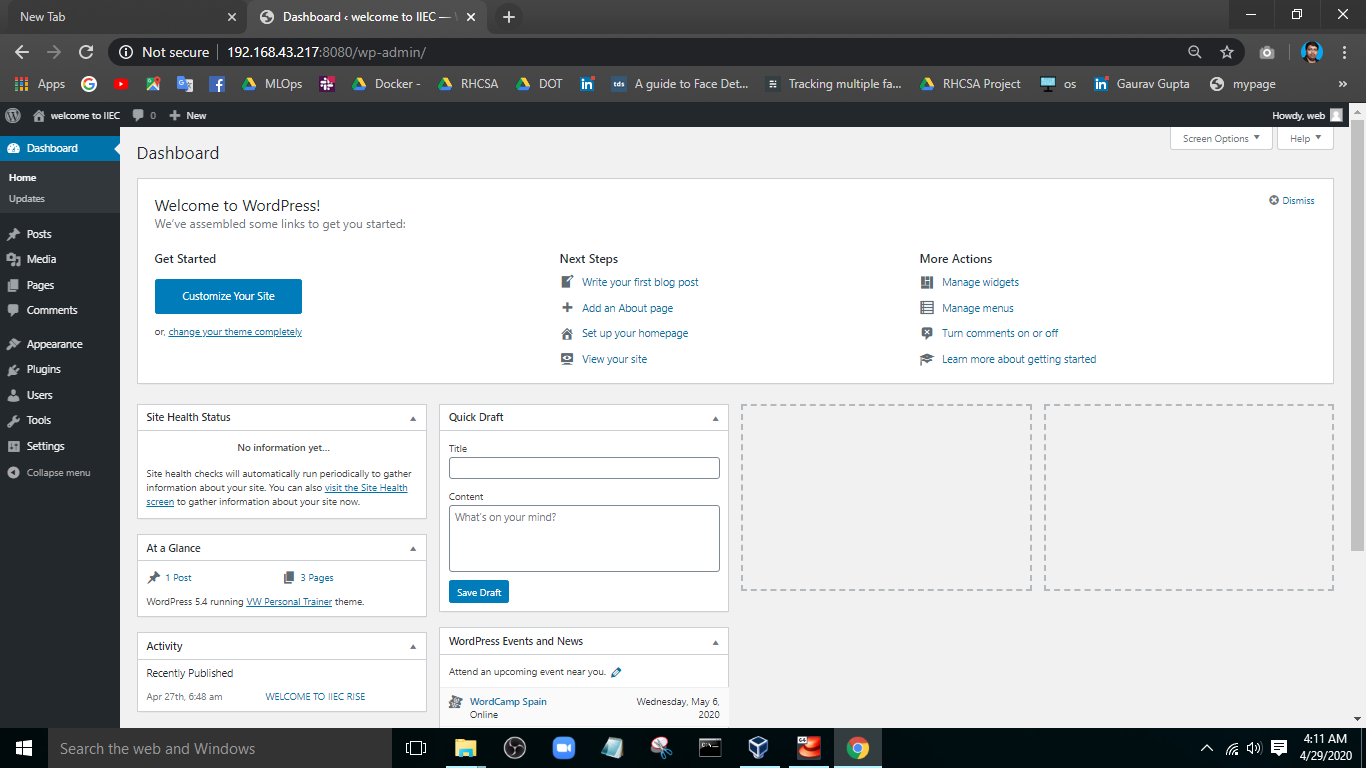 New Tab
Dashboard ‹ welcome to IIEC —
Not secure 192.168.43.217:8080/wp-admin/
Apps MLOps Docker - RHCSA DOT A guide to Face Det... Tracking multiple fa... RHCSA Project os Gaurav Gupta mypage »
welcome to IIEC 0 New Howdy, web
Dashboard
Home
Updates
Posts
Media
Pages
Comments
Appearance
Plugins
Users
Tools
Settings
Collapse menu
Screen Options Help
Dashboard
Welcome to WordPress!
Dismiss
We've assembled some links to get you started:
Get Started
Customize Your Site
or, change your theme completely
Next Steps
Write your first blog post
Add an About page
Set up your homepage
View your site
More Actions
Manage widgets
Manage menus
Turn comments on or off
Learn more about getting started
Site Health Status
No information yet...
Site health checks will automatically run periodically to gather
information about your site. You can also visit the Site Health
screen to gather information about your site now.
At a Glance
1 Post 3 Pages
WordPress 5.4 running VW Personal Trainer theme.
Activity
Recently Published
Apr 27th, 6:48 am WELCOME TO IIEC RISE
Quick Draft
Title
Content
What's on your mind?
Save Draft
WordPress Events and News
Attend an upcoming event near you.
WordCamp Spain Wednesday, May 6,
Online 2020
Search the web and Windows
4:11 AM
4/29/2020